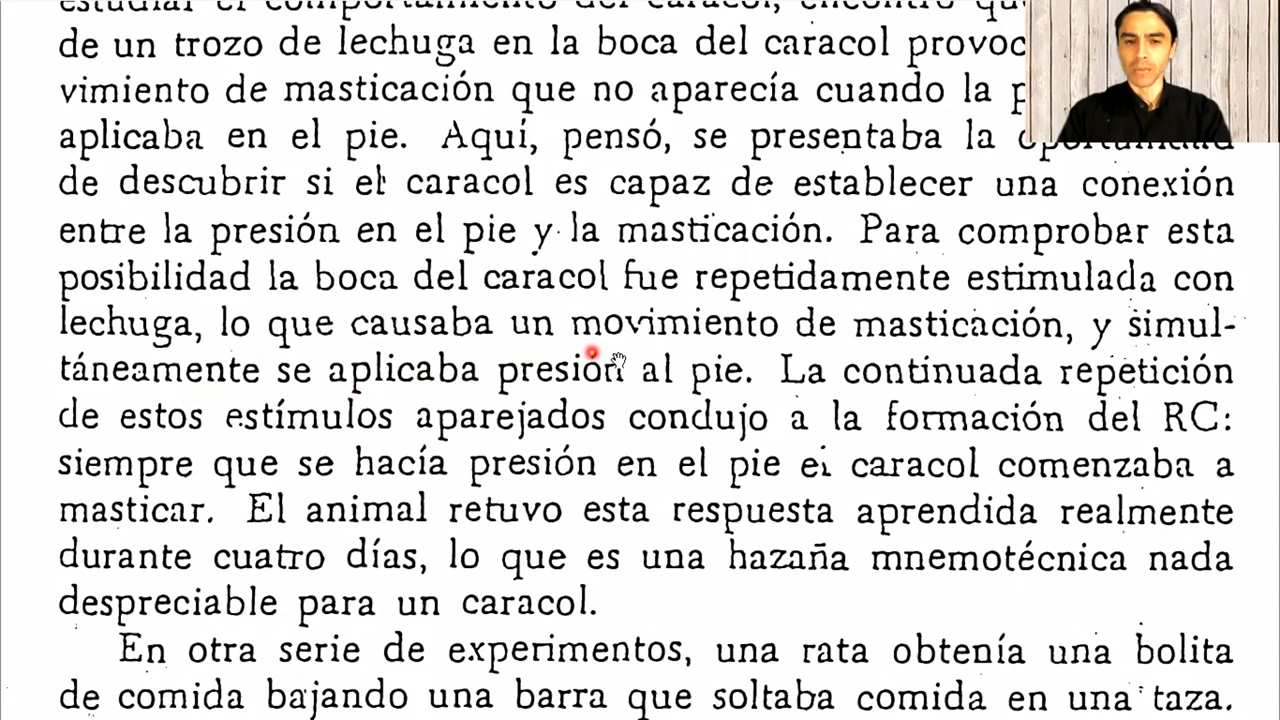 estudiar el comportamiento del caracol, encontró
de un trozo de lechuga en la boca del caracol
vimiento de masticación que no aparecía cuando la
aplicaba en el pie. Aquí, pensó, se presentaba la oportunidad
de descubrir si el caracol es capaz de establecer una conexión
entre la presión en el pie y la masticación. Para comprobar esta
posibilidad la boca del caracol fue repetidamente estimulada con
lechuga, lo que causaba un movimiento de masticación, y simul-
táneamente se aplicaba presión al pie. La continuada repetición
de estos estímulos aparejados condujo a la formación del RC:
siempre que se hacía presión en el pie el caracol comenzaba a
masticar. El animal retuvo esta respuesta aprendida realmente
durante cuatro días, lo que es una hazaña mnemotécnica nada
despreciable para un caracol.
En otra serie de experimentos, una rata obtenía una bolita
de comida bajando una barra que soltaba comida en una taza.